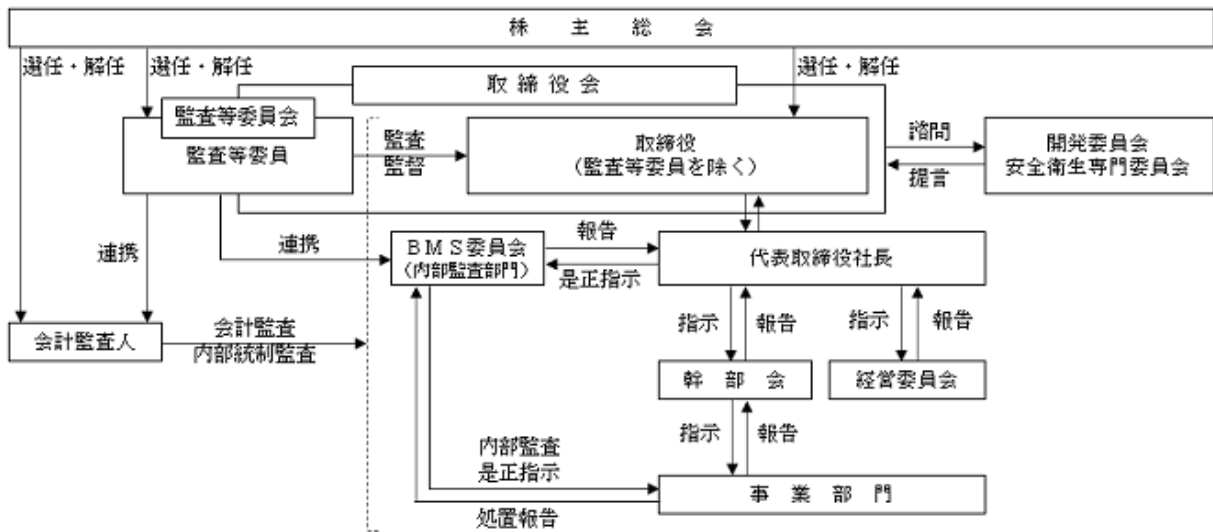 株主総会
選任・解任
選任・解任
選任・解任
取締役会
監査等委員会
監査等委員
監査
監督
取締役
(監査等委員を除く)
諮問
提言
開発委員会
安全衛生専門委員会
連携
連携
BMS委員会
(内部監査部門)
報告
是正指示
代表取締役社長
会計監査人
会計監査
内部統制監査
指示
報告
指示
報告
幹部会
経営委員会
指示
報告
内部監査
是正指示
処置報告
事業部門